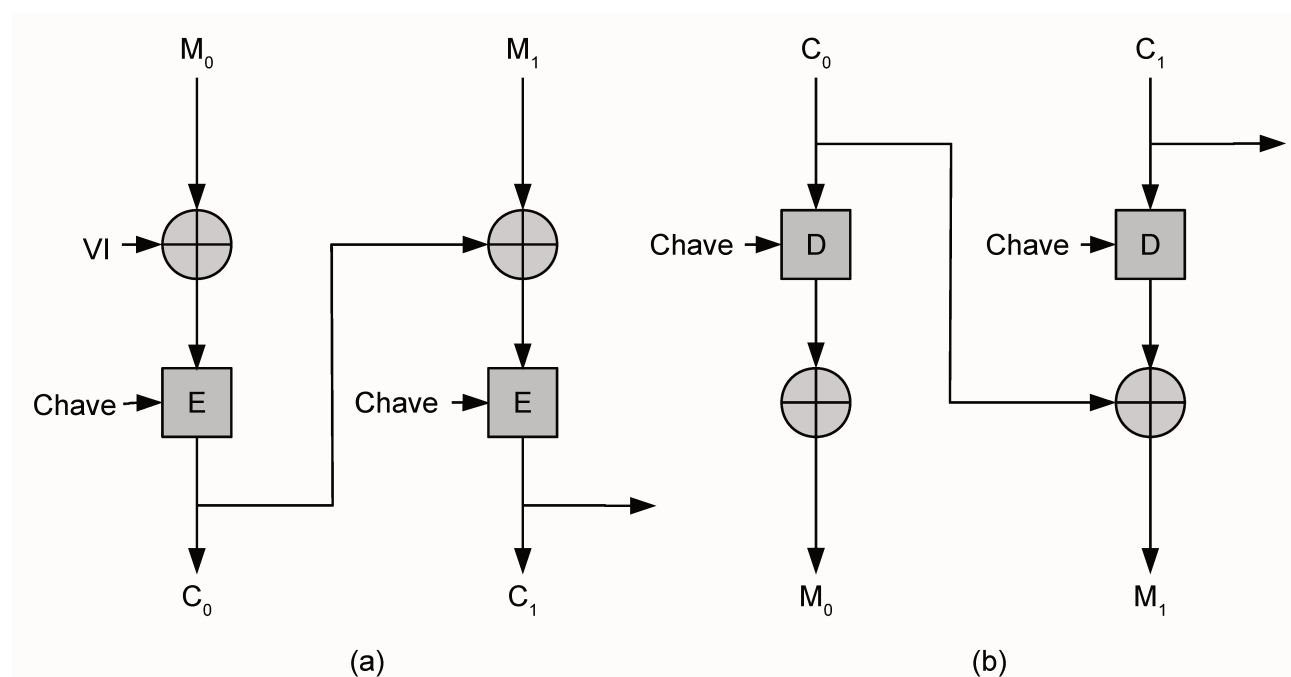 M₀ M₁ C₀ C₁
VI Chave D Chave D
Chave E Chave E
C₀ C₁ M₀ M₁
(a) (b)